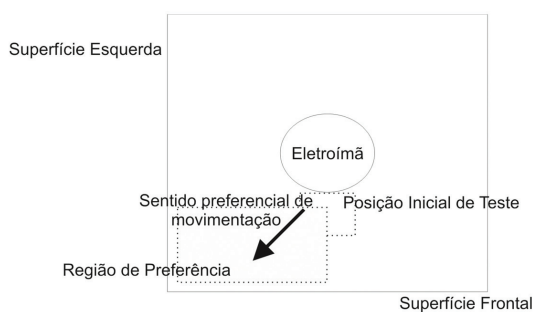 Superfície Esquerda
Eletroímã
Sentido preferencial de
movimentação
Posição Inicial de Teste
Região de Preferência
Superfície Frontal